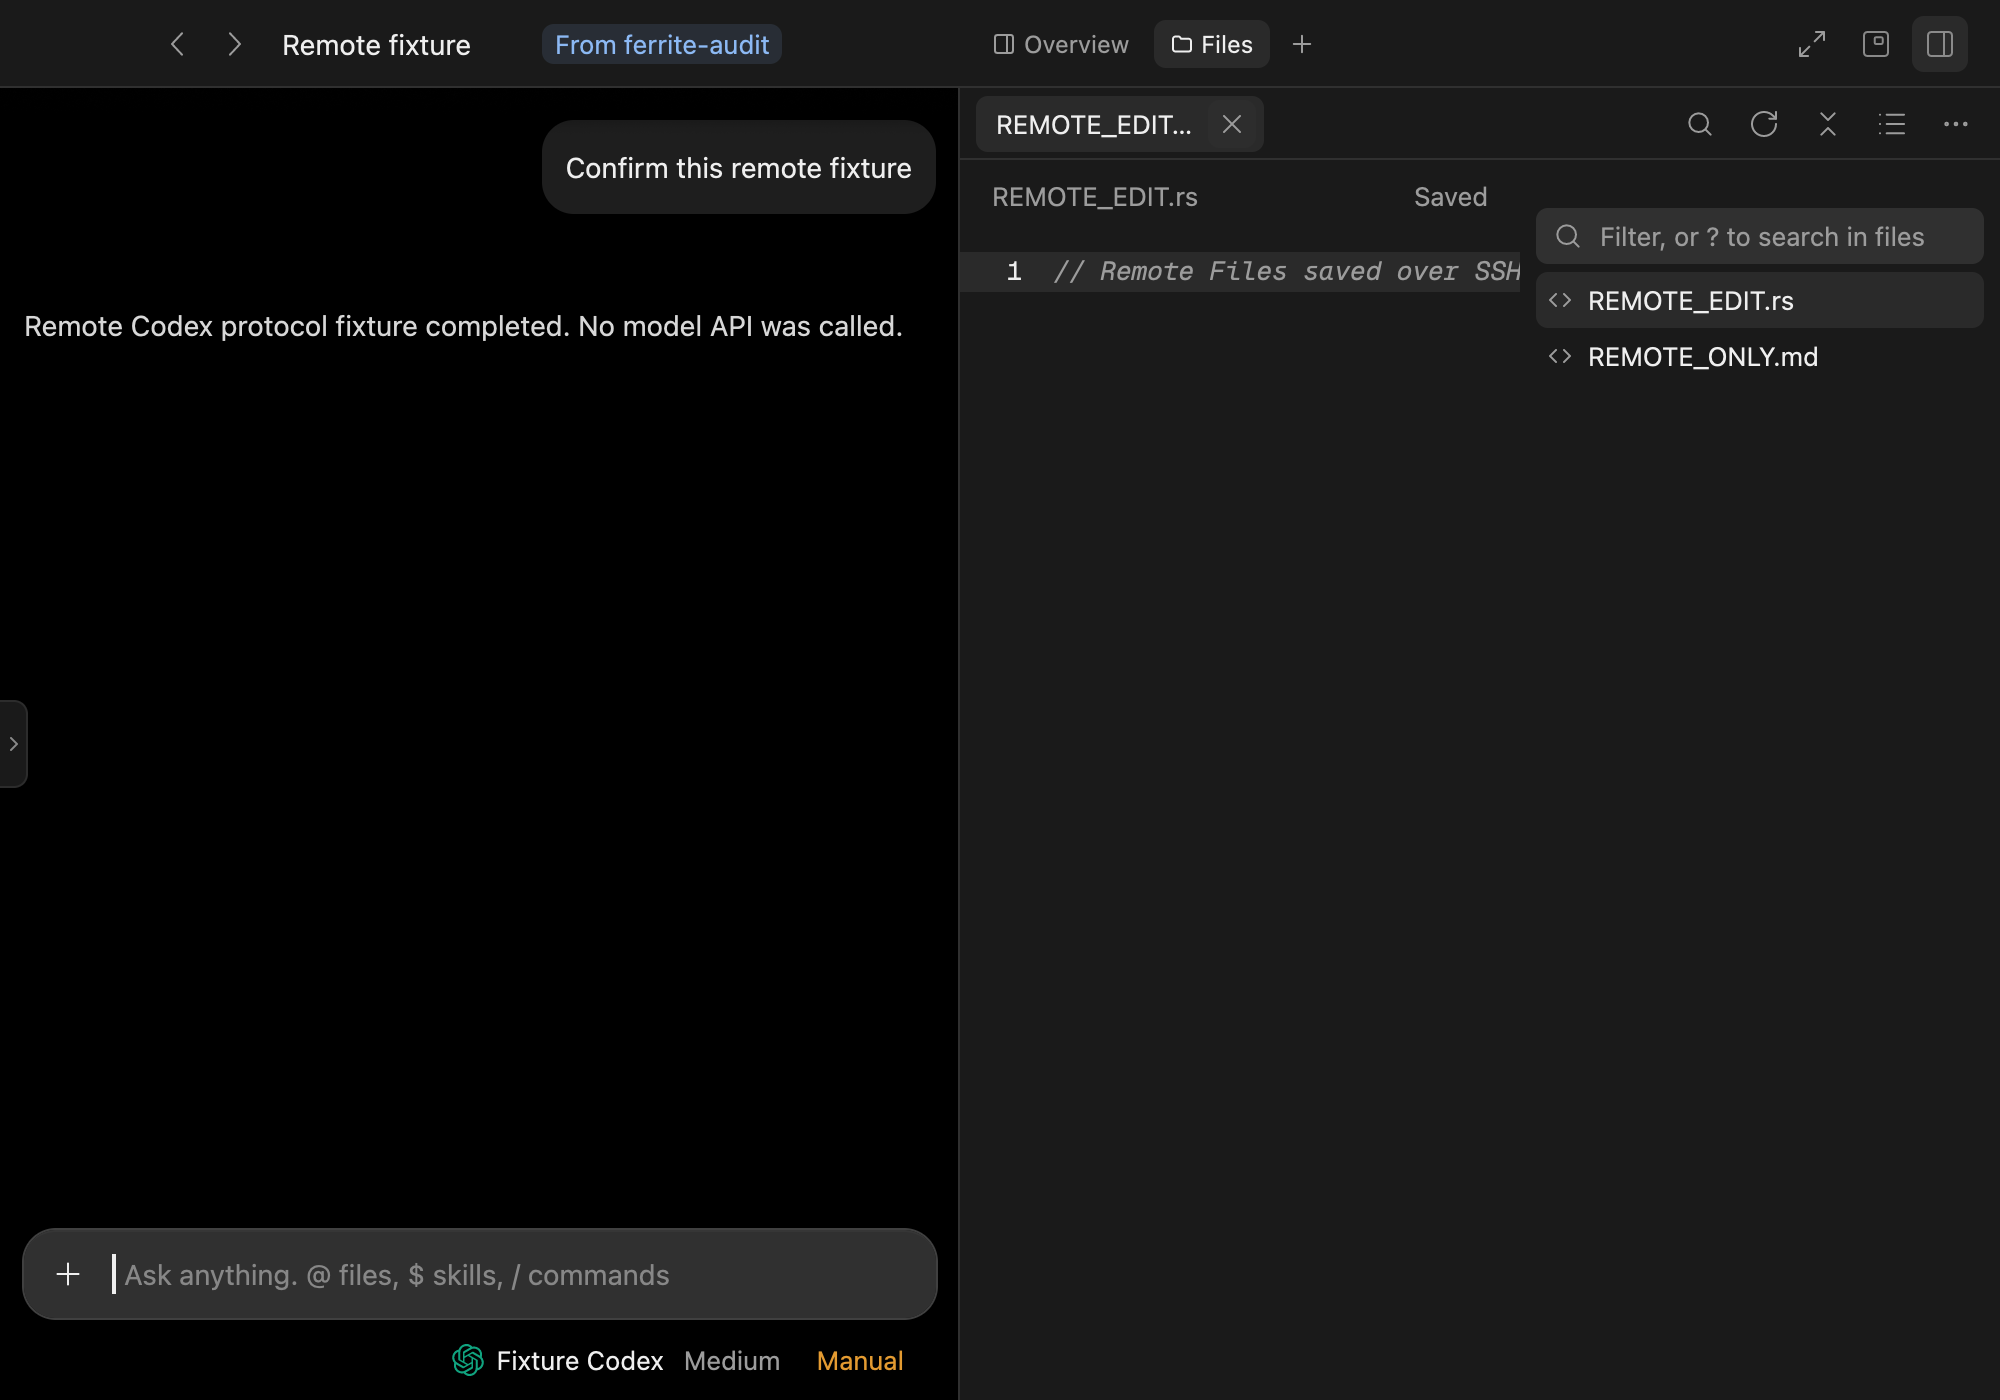 Remote fixture
From ferrite-audit
Overview
Files
Confirm this remote fixture
Remote Codex protocol fixture completed. No model API was called.
Ask anything. @ files, $ skills, / commands
Fixture Codex Medium Manual
REMOTE_EDIT...
REMOTE_EDIT.rs
Saved
1 // Remote Files saved over SSH
Filter, or ? to search in files
REMOTE_EDIT.rs
REMOTE_ONLY.md